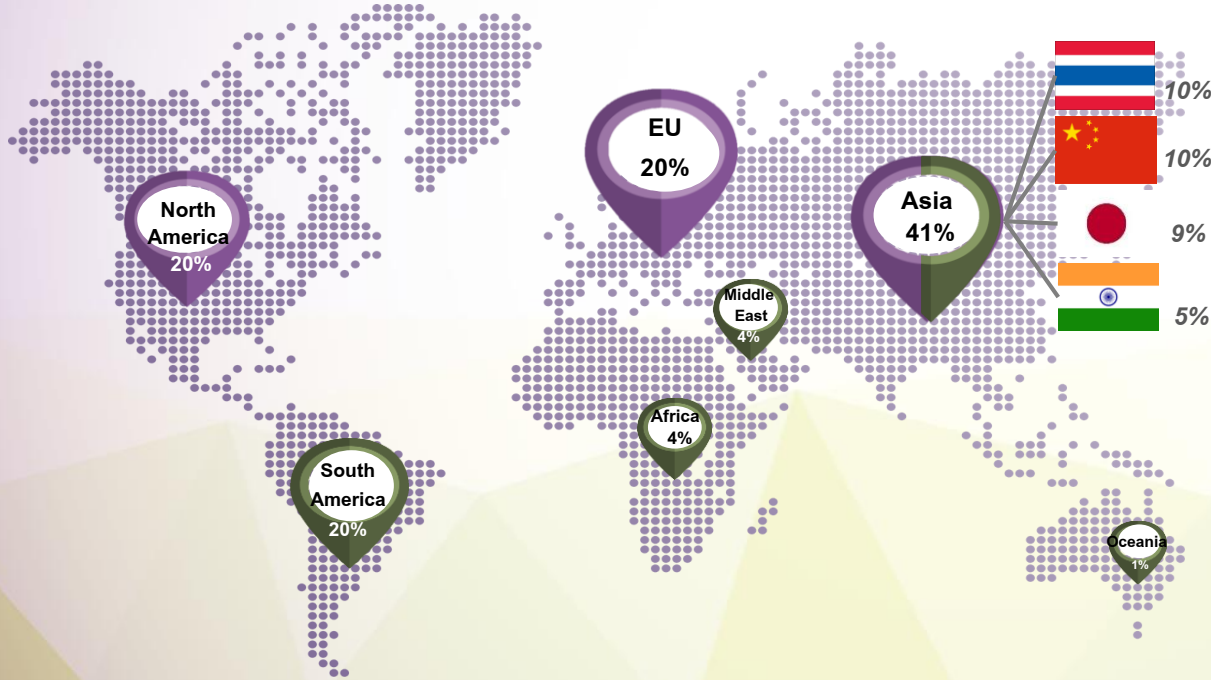 EU
20%
Asia
41%
10%
10%
9%
5%
North
America
20%
Middle
East
4%
Africa
4%
South
America
20%
Oceania
1%